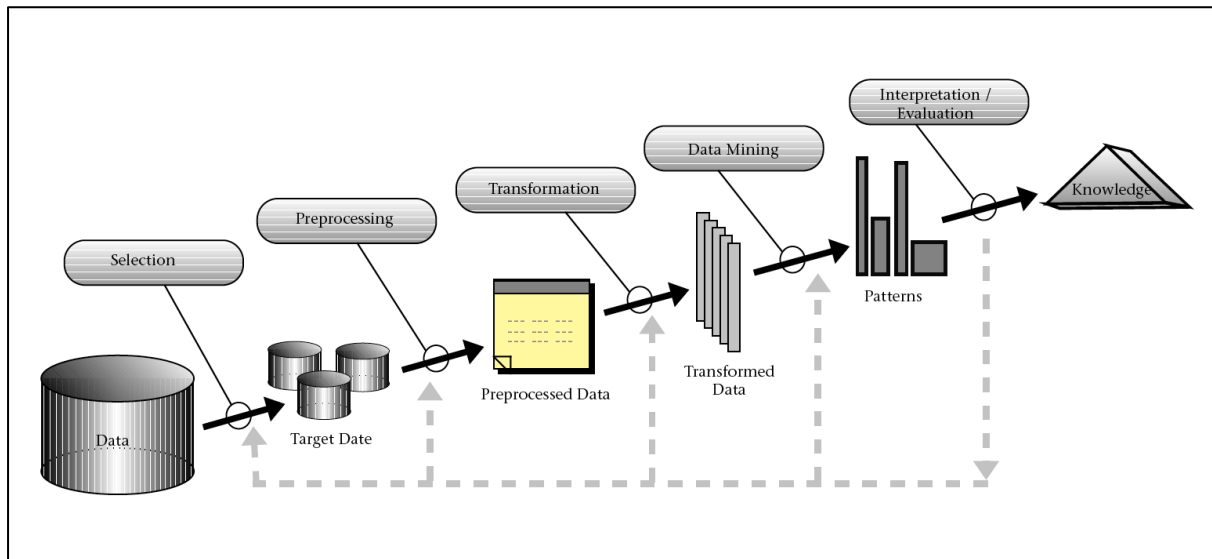 Interpretation /
Evaluation
Data Mining
Transformation
Preprocessing
Selection
Data
Target Date
Preprocessed Data
Transformed
Data
Patterns
Knowledge